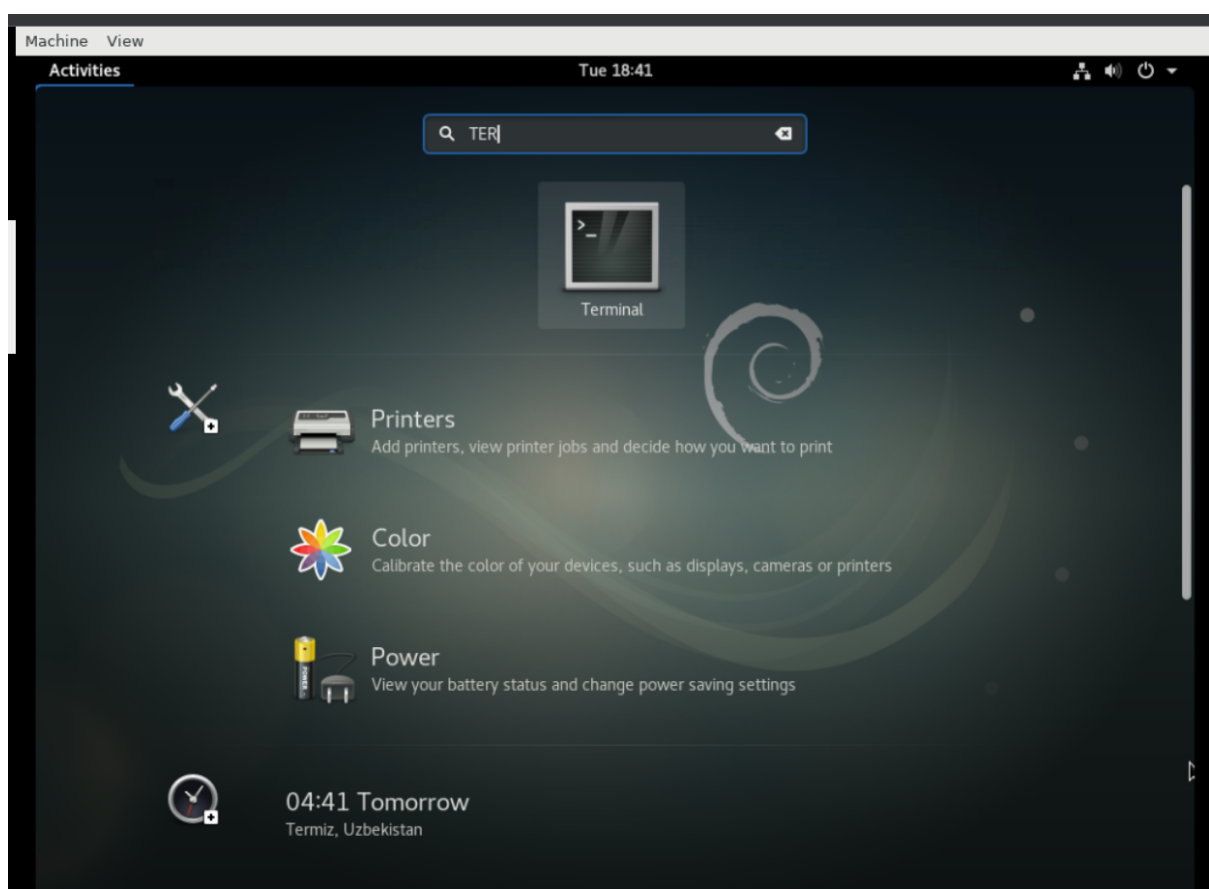 Machine View
Activities Tue 18:41
TER
Terminal
Printers
Add printers, view printer jobs and decide how you want to print
Color
Calibrate the color of your devices, such as displays, cameras or printers
POWER
Power
View your battery status and change power saving settings
04:41 Tomorrow
Termiz, Uzbekistan